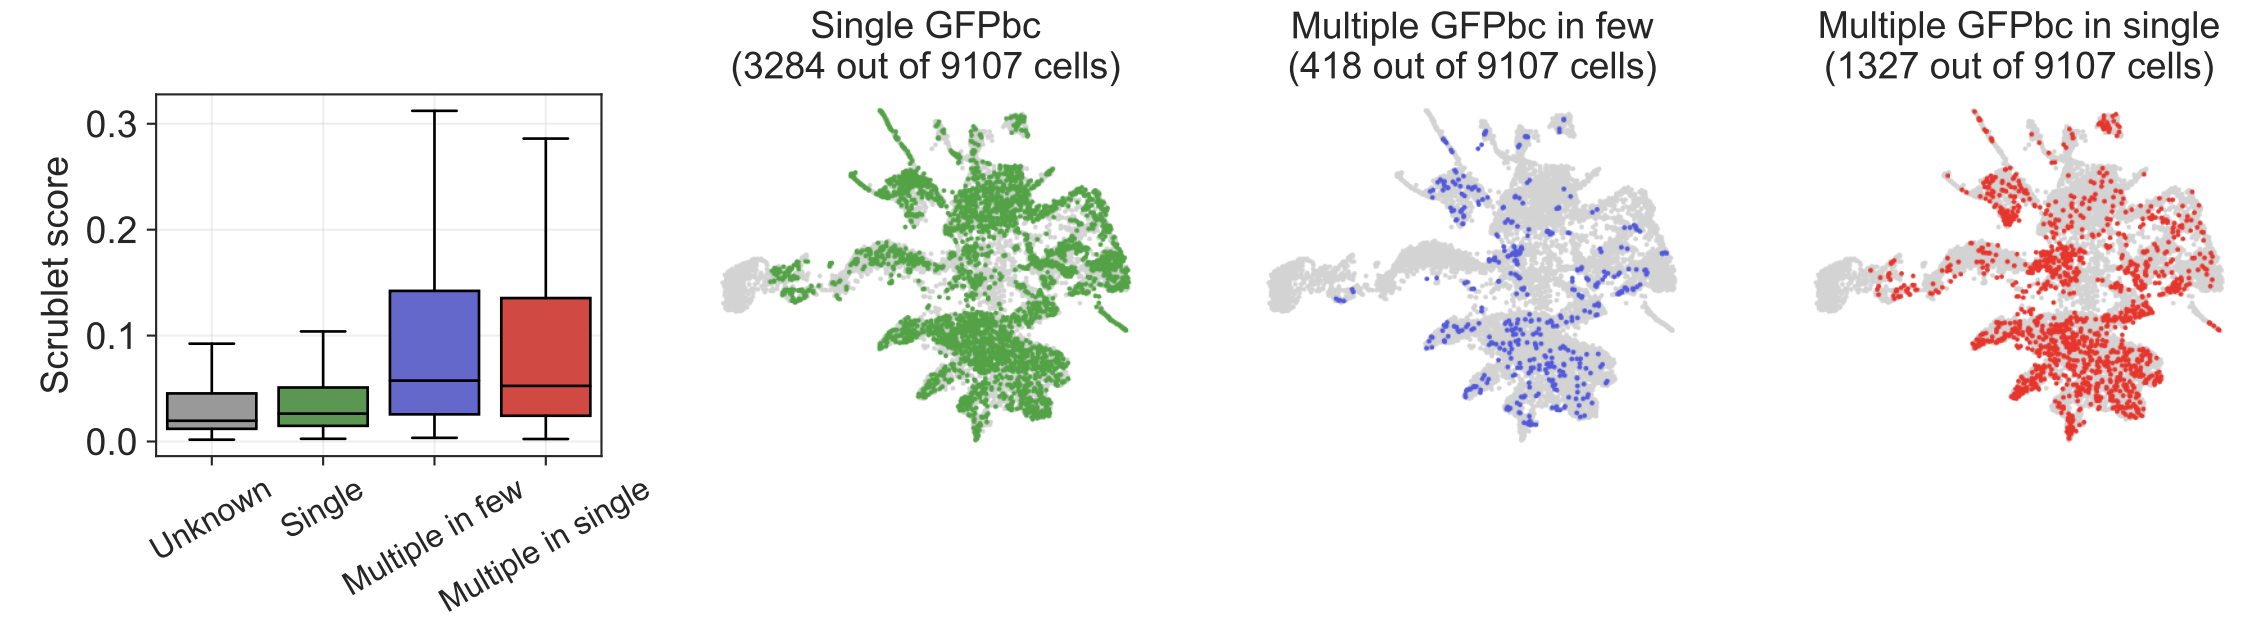 Scrublet score
0.3
0.2
0.1
0.0
Unknown
Single
Multiple in few
Multiple in single
Single GFPbc
(3284 out of 9107 cells)
Multiple GFPbc in few
(418 out of 9107 cells)
Multiple GFPbc in single
(1327 out of 9107 cells)